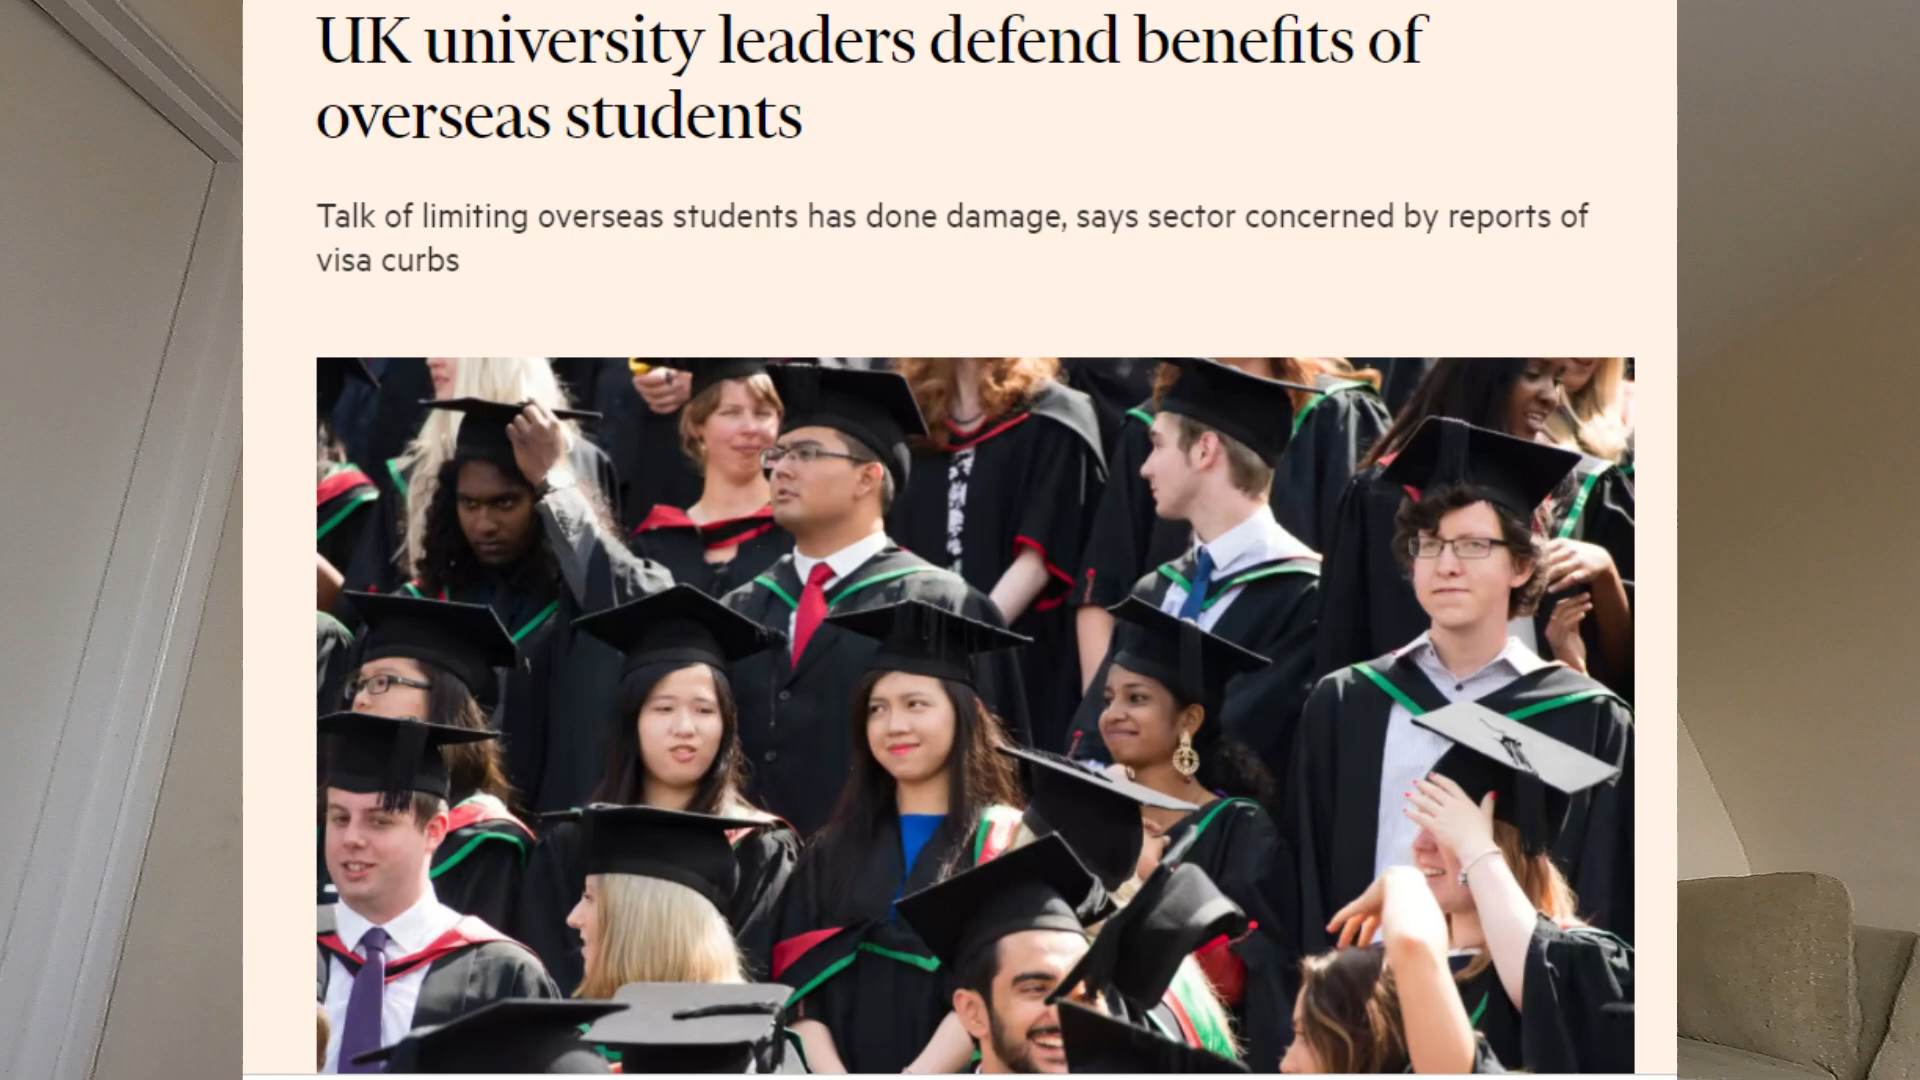 UK university leaders defend benefits of
overseas students
Talk of limiting overseas students has done damage, says sector concerned by reports of
visa curbs